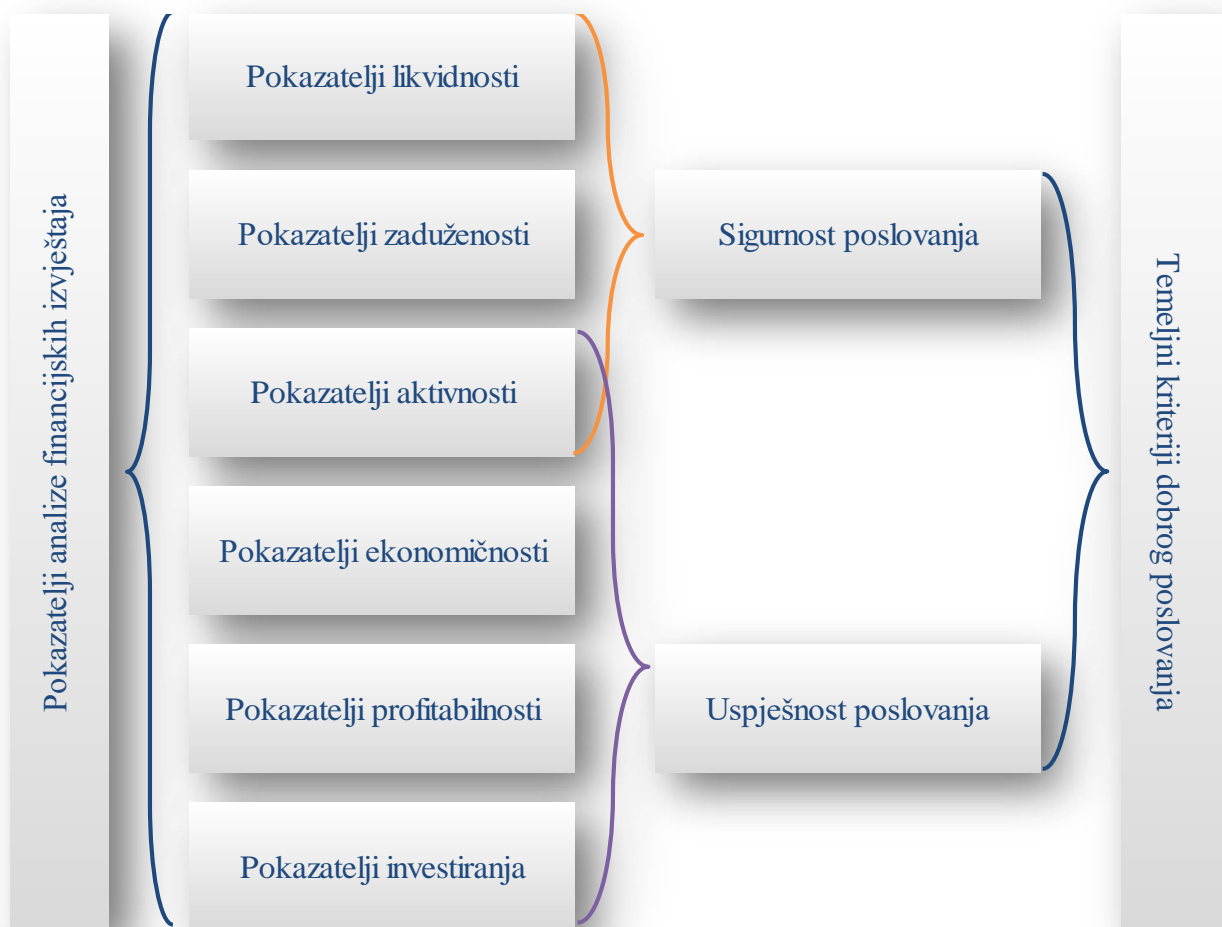 Pokazatelji analize financijskih izvještaja
Pokazatelji likvidnosti
Pokazatelji zaduženosti
Pokazatelji aktivnosti
Pokazatelji ekonomičnosti
Pokazatelji profitabilnosti
Pokazatelji investiranja
Sigurnost poslovanja
Uspješnost poslovanja
Temeljni kriteriji dobrog poslovanja